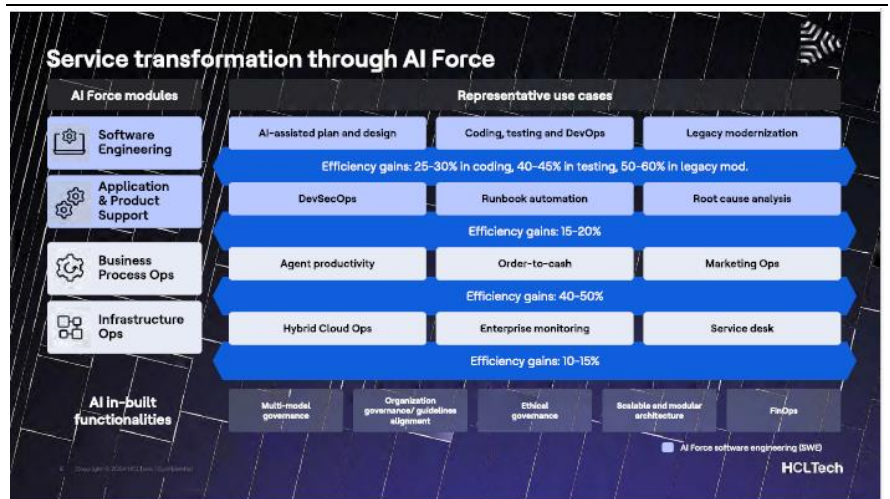 Service transformation through AI Force
AI Force modules
Representative use cases
Software
Engineering
AI-assisted plan and design
Coding, testing and DevOps
Legacy modernization
Efficiency gains: 25-30% in coding, 40-45% in testing, 50-60% in legacy mod.
Application
& Product
Support
DevSecOps
Runbook automation
Root cause analysis
Efficiency gains: 15-20%
Business
Process Ops
Agent productivity
Order-to-cash
Marketing Ops
Efficiency gains: 40-50%
Infrastructure
Ops
Hybrid Cloud Ops
Enterprise monitoring
Service desk
Efficiency gains: 10-15%
AI in-built
functionalities
Multi-model
governance
Organization
governance/ guidelines
alignment
Ethical
governance
Scalable and modular
architecture
FinOps
AI Force software engineering (SWE)
Copyright © 2024 HCLTech | Confidential
HCLTech